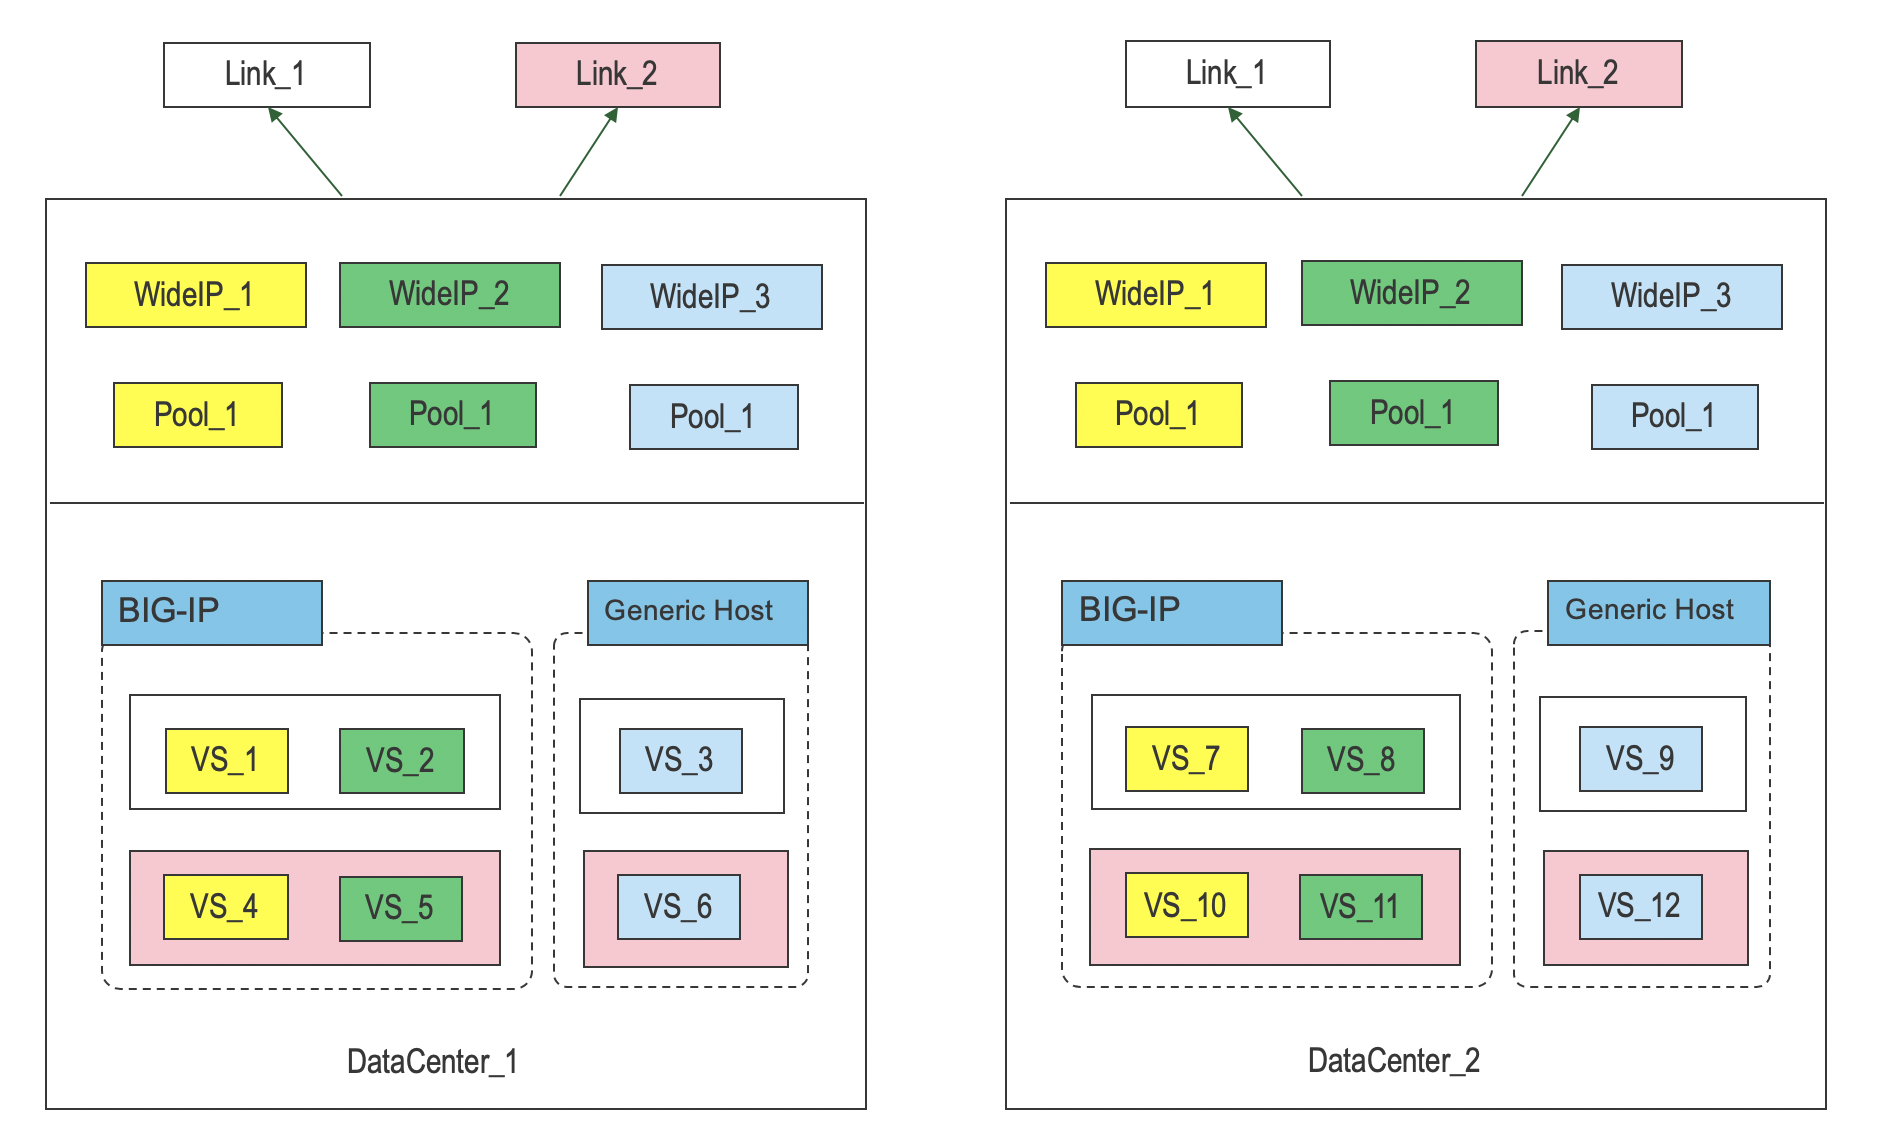 Link_1
Link_2
WideIP_1
WideIP_2
WideIP_3
Pool_1
Pool_1
Pool_1
BIG-IP
Generic Host
VS_1
VS_2
VS_3
VS_4
VS_5
VS_6
DataCenter_1
Link_1
Link_2
WideIP_1
WideIP_2
WideIP_3
Pool_1
Pool_1
Pool_1
BIG-IP
Generic Host
VS_7
VS_8
VS_9
VS_10
VS_11
VS_12
DataCenter_2